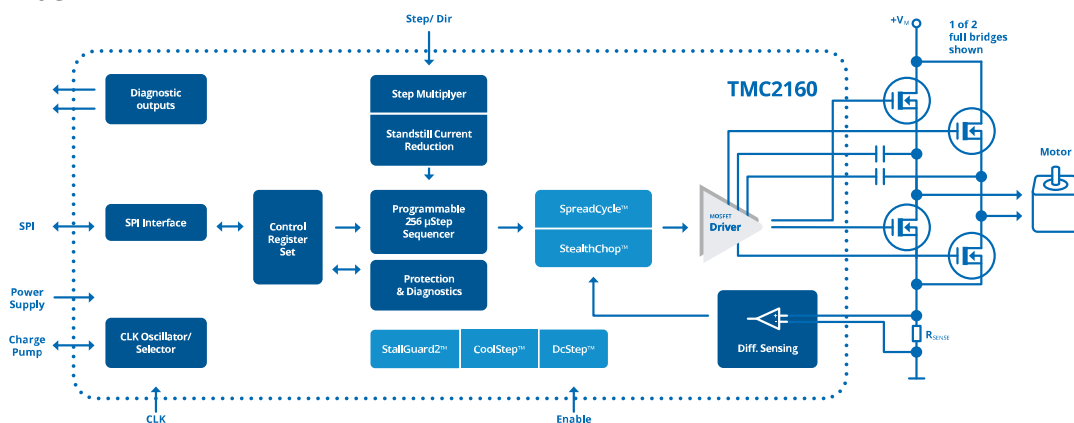 Step/ Dir
+VM
1 of 2
full bridges
shown
Diagnostic
outputs
Step Multiplyer
Standstill Current
Reduction
TMC2160
Motor
SPI
SPI Interface
Control
Register
Set
Programmable
256 µStep
Sequencer
SpreadCycle™
StealthChop™
MOSFET
Driver
Protection
& Diagnostics
Power
Supply
Charge
Pump
CLK Oscillator/
Selector
StallGuard2™
CoolStep™
DcStep™
Diff. Sensing
RSENSE
CLK
Enable